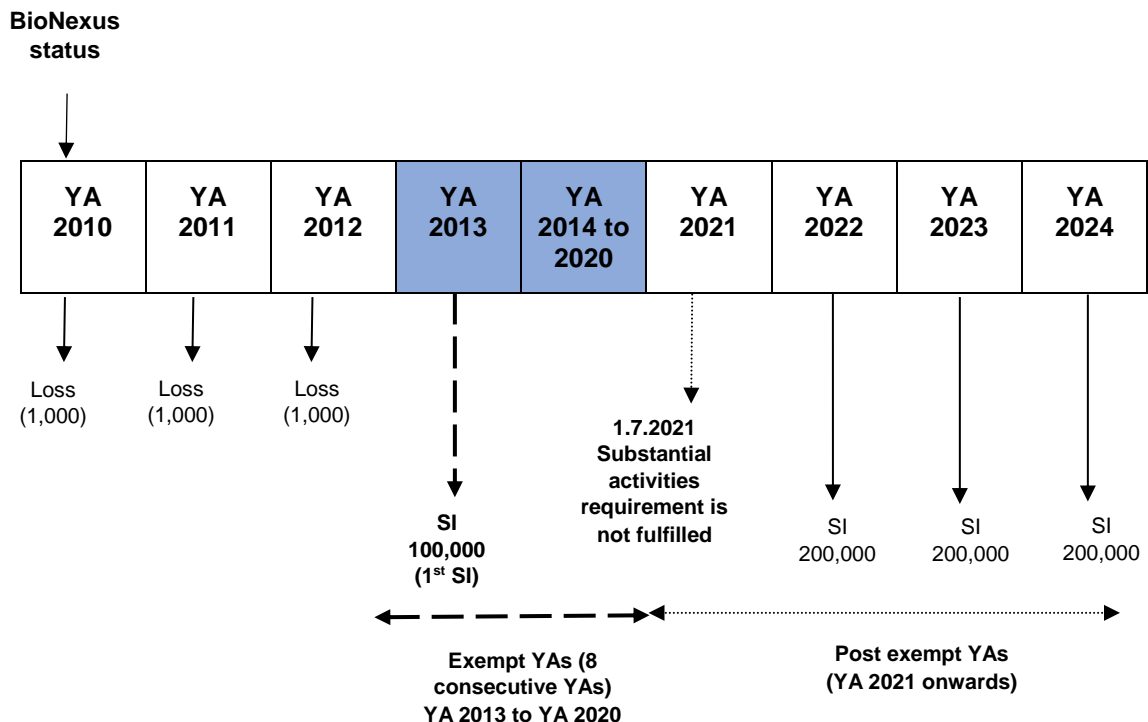 BioNexus
status
YA
2010
YA
2011
YA
2012
YA
2013
YA
2014 to
2020
YA
2021
YA
2022
YA
2023
YA
2024
Loss
(1,000)
Loss
(1,000)
Loss
(1,000)
SI
100,000
(1st SI)
1.7.2021
Substantial
activities
requirement is
not fulfilled
SI
200,000
SI
200,000
SI
200,000
Exempt YAs (8
consecutive YAs)
YA 2013 to YA 2020
Post exempt YAs
(YA 2021 onwards)